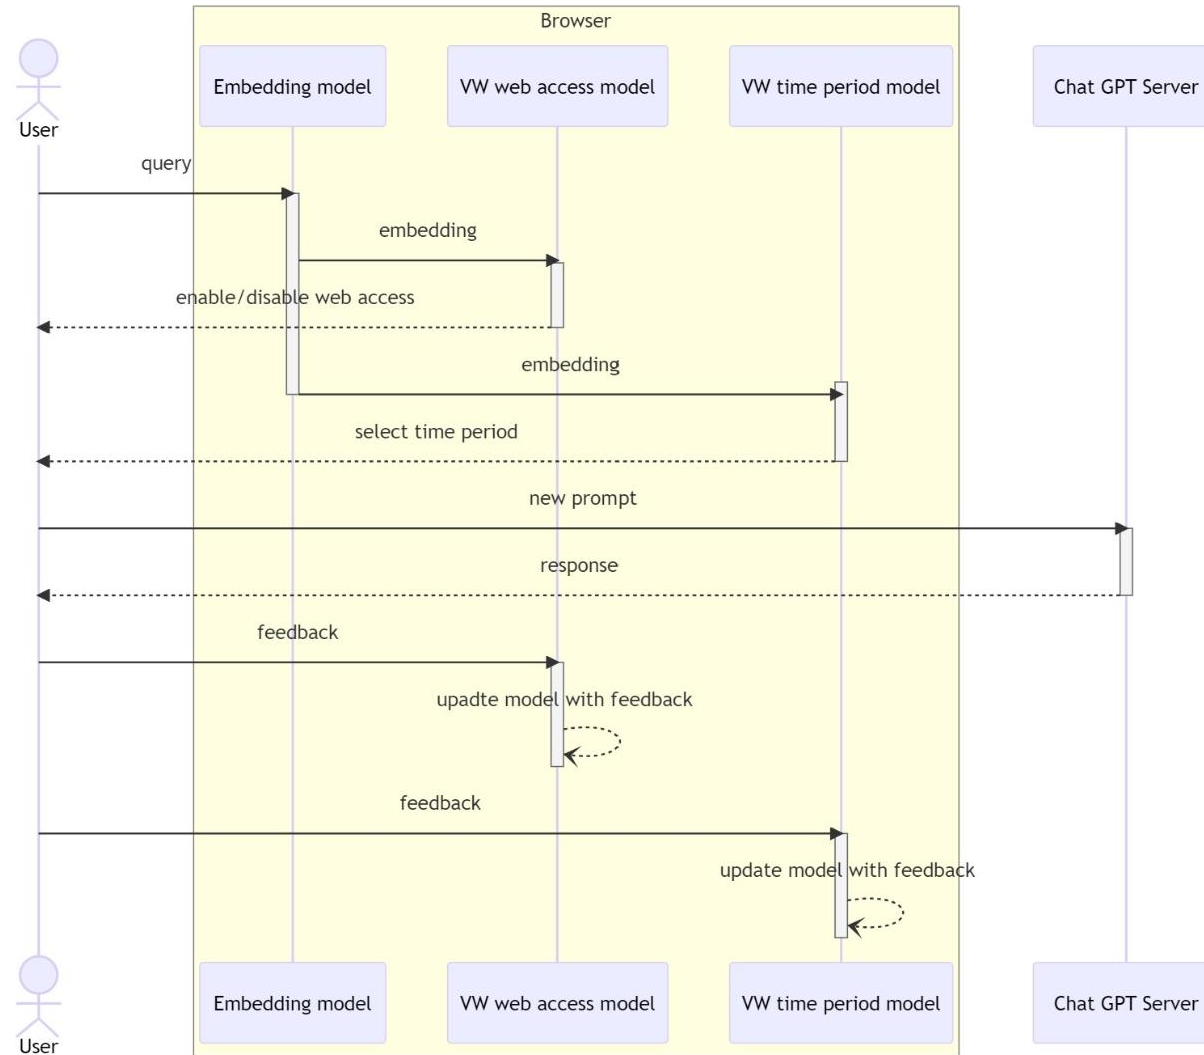 Browser
Embedding model
VW web access model
VW time period model
Chat GPT Server
User
query
embedding
enable/disable web access
embedding
select time period
new prompt
response
feedback
upadte model with feedback
feedback
update model with feedback
Embedding model
VW web access model
VW time period model
Chat GPT Server
User